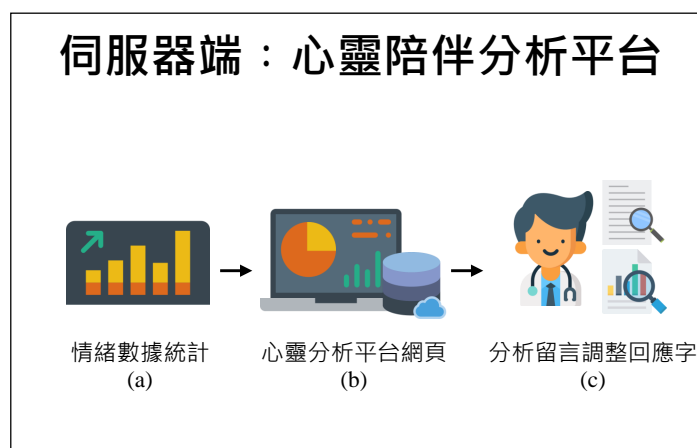 伺服器端：心靈陪伴分析平台
情緒數據統計
(a)
心靈分析平台網頁
(b)
分析留言調整回應字
(c)